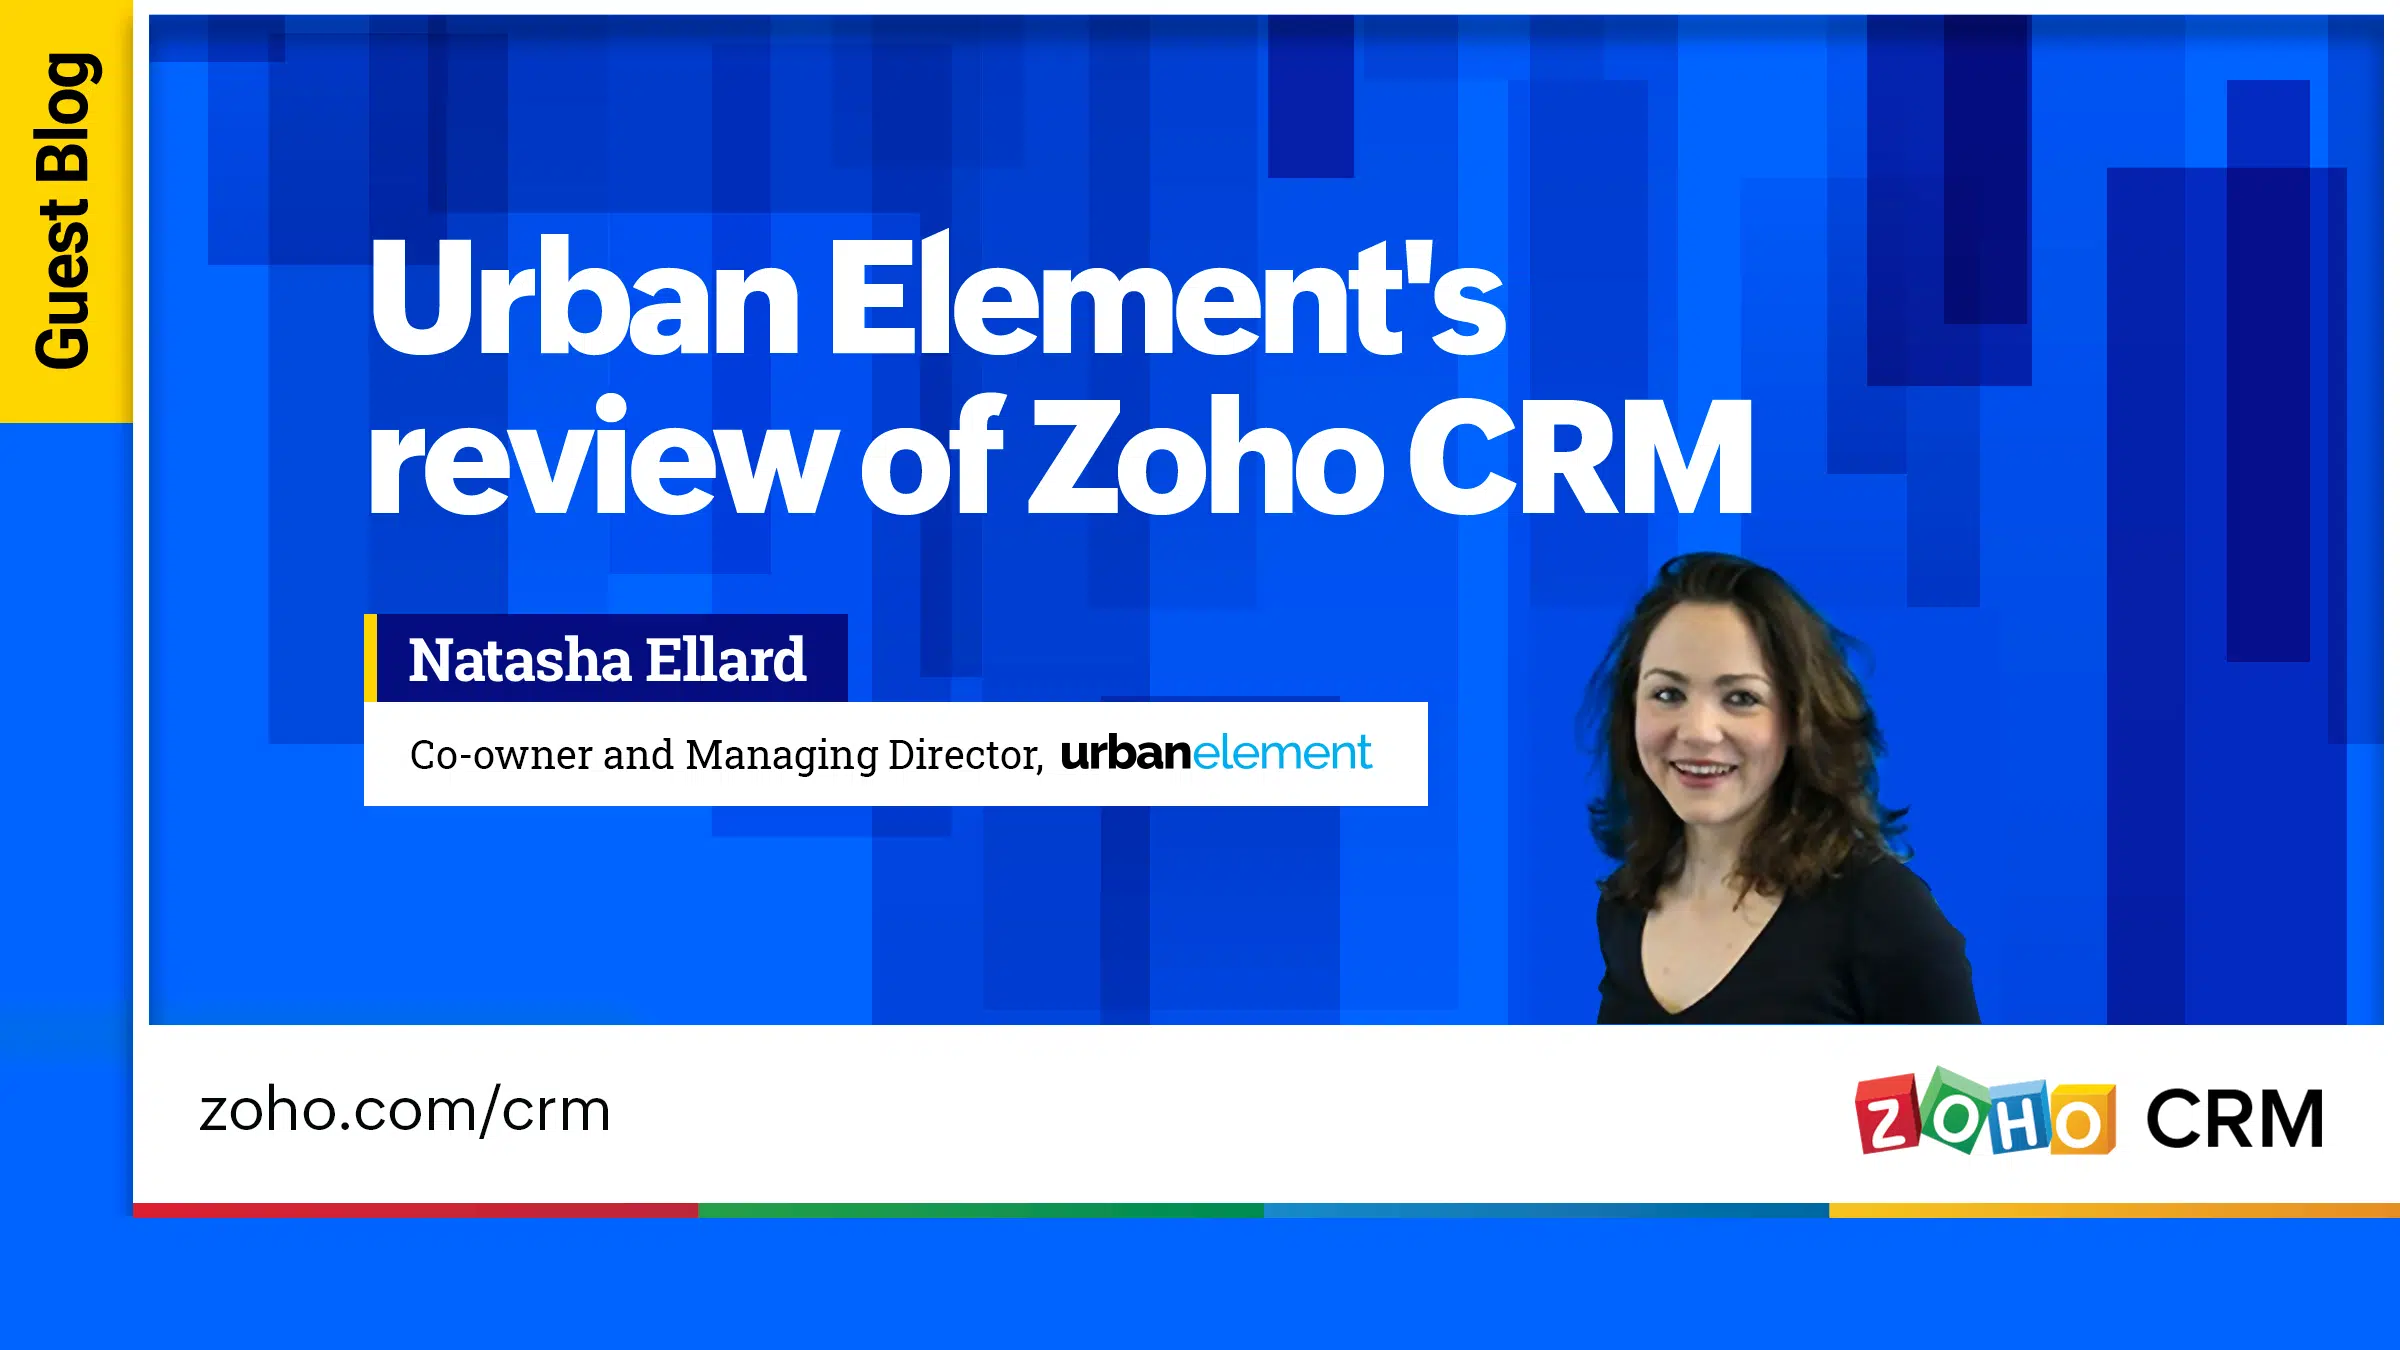 Guest Blog
Urban Element's
review of Zoho CRM
Natasha Ellard
Co-owner and Managing Director, urbanelement
zoho.com/crm
ZOHO CRM